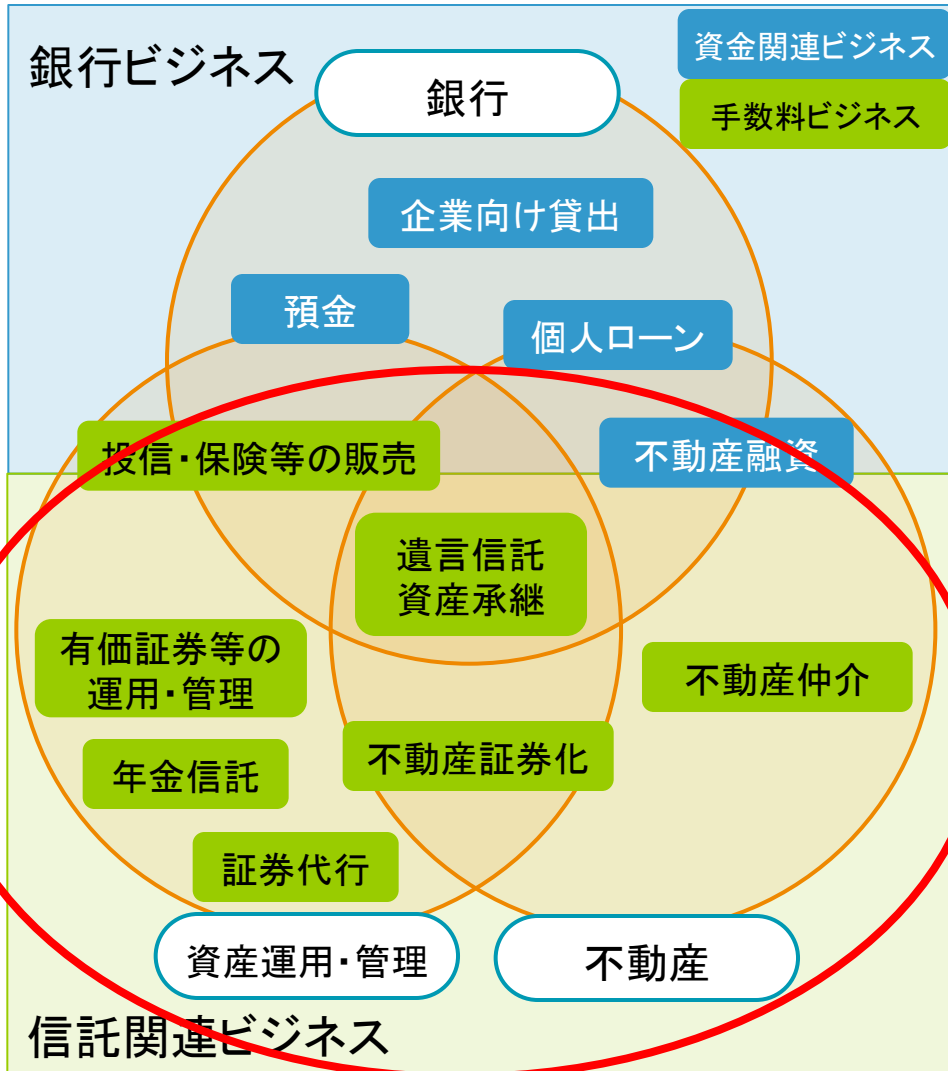 銀行ビジネス
資金関連ビジネス
手数料ビジネス
銀行
企業向け貸出
預金
個人ローン
投信・保険等の販売
不動産融資
遺言信託
資産承継
有価証券等の
運用・管理
不動産仲介
年金信託
不動産証券化
証券代行
資産運用・管理
不動産
信託関連ビジネス